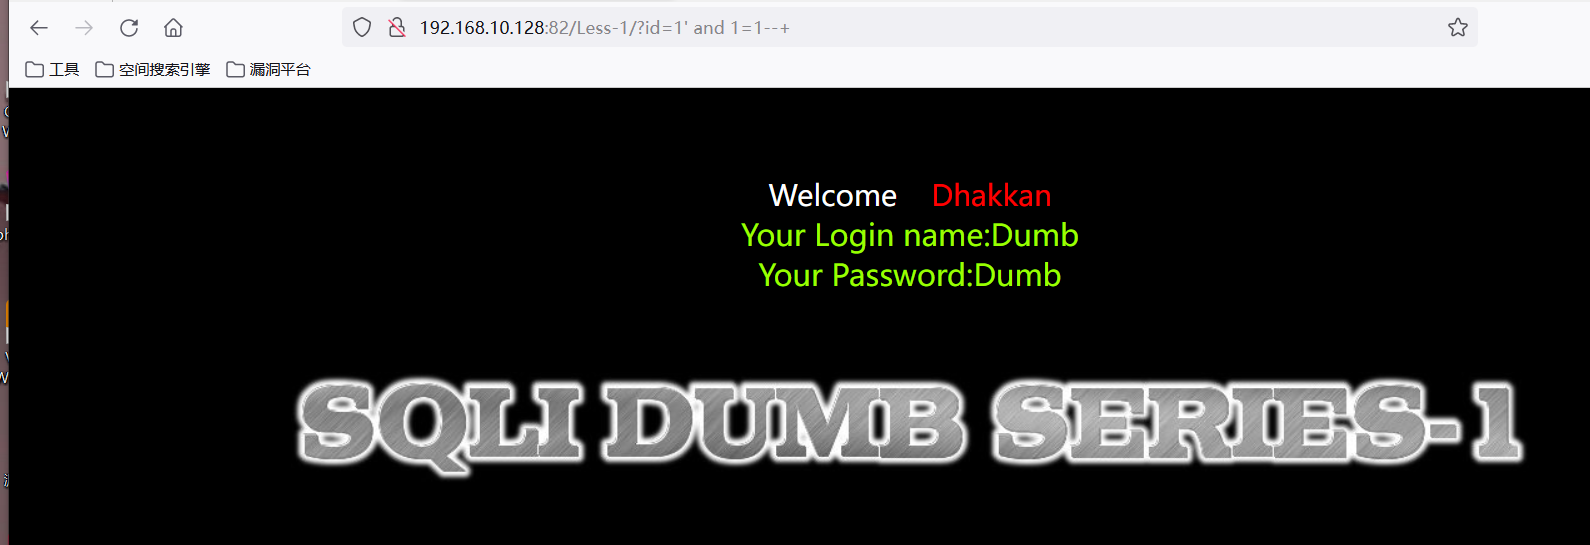 192.168.10.128:82/Less-1/?id=1' and 1=1--+
工具 空间搜索引擎 漏洞平台
Welcome Dhakkan
Your Login name:Dumb
Your Password:Dumb
SQLI DUMB SERIES-1